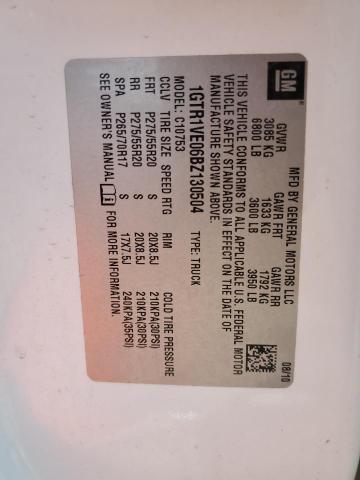 GM
MFD BY GENERAL MOTORS LLC
08/10
GVWR GAWR FRT GAWR RR
3085 KG 1633 KG 1792 KG
6800 LB 3600 LB 3950 LB
THIS VEHICLE CONFORMS TO ALL APPLICABLE U.S. FEDERAL MOTOR
VEHICLE SAFETY STANDARDS IN EFFECT ON THE DATE OF
MANUFACTURE SHOWN ABOVE.
1GTR1VE06BZ130504 TYPE: TRUCK
MODEL: C10753
CCLV TIRE SIZE SPEED RTG RIM COLD TIRE PRESSURE
FRT P275/55R20 S 20X8.5J 210KPA(30PSI)
RR P275/55R20 S 20X8.5J 210KPA(30PSI)
SPA P265/70R17 S 17X7.5J 240KPA(35PSI)
SEE OWNER'S MANUAL FOR MORE INFORMATION.